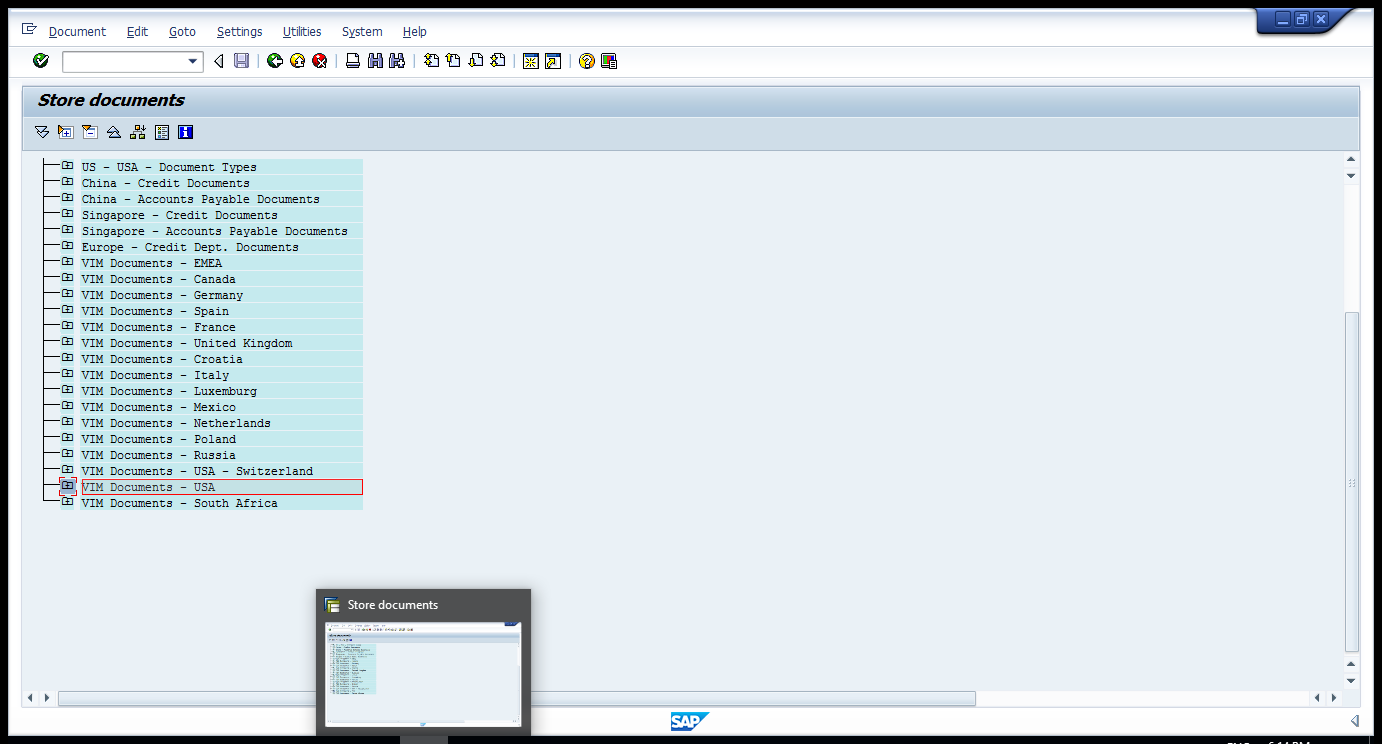 Document Edit Goto Settings Utilities System Help
Store documents
US - USA - Document Types
China - Credit Documents
China - Accounts Payable Documents
Singapore - Credit Documents
Singapore - Accounts Payable Documents
Europe - Credit Dept. Documents
VIM Documents - EMEA
VIM Documents - Canada
VIM Documents - Germany
VIM Documents - Spain
VIM Documents - France
VIM Documents - United Kingdom
VIM Documents - Croatia
VIM Documents - Italy
VIM Documents - Luxemburg
VIM Documents - Mexico
VIM Documents - Netherlands
VIM Documents - Poland
VIM Documents - Russia
VIM Documents - USA - Switzerland
VIM Documents - USA
VIM Documents - South Africa
Store documents
SAP